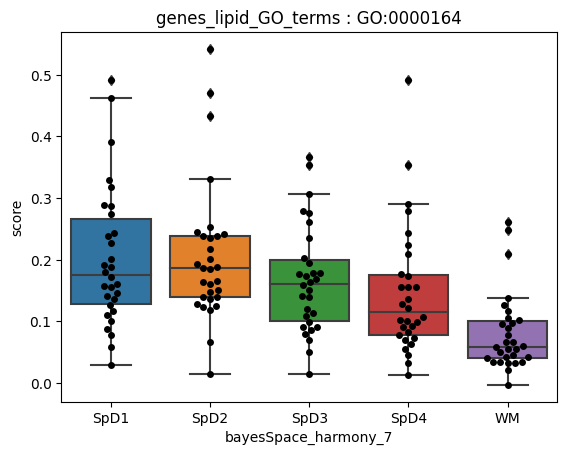 genes_lipid_GO_terms : GO:0000164
0.5
0.4
0.3
0.2
0.1
0.0
score
SpD1 SpD2 SpD3 SpD4 WM
bayesSpace_harmony_7